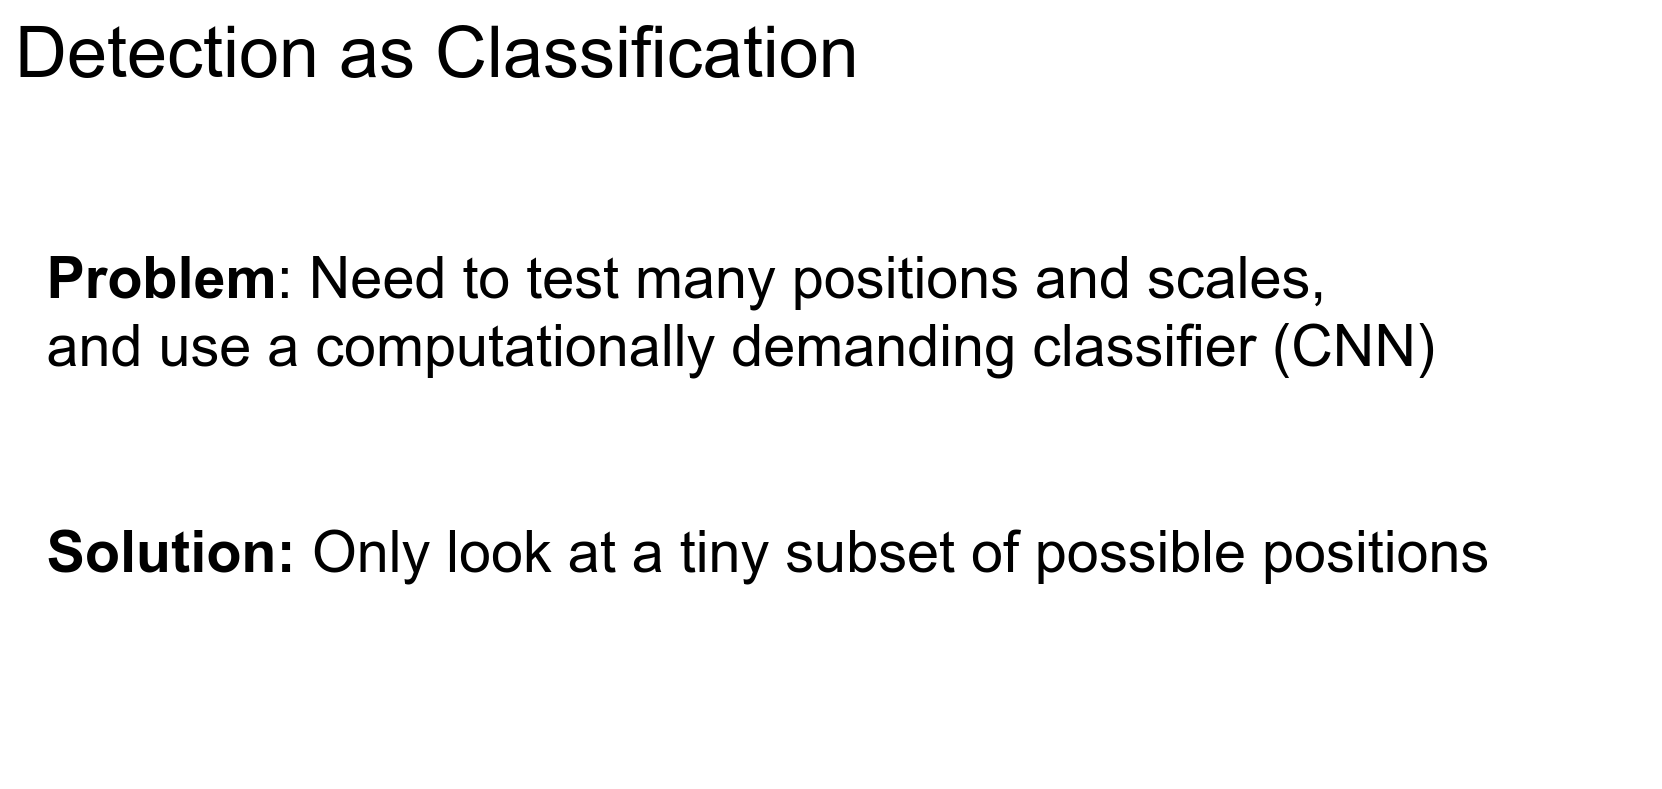 Detection as Classification
Problem: Need to test many positions and scales,
and use a computationally demanding classifier (CNN)
Solution: Only look at a tiny subset of possible positions